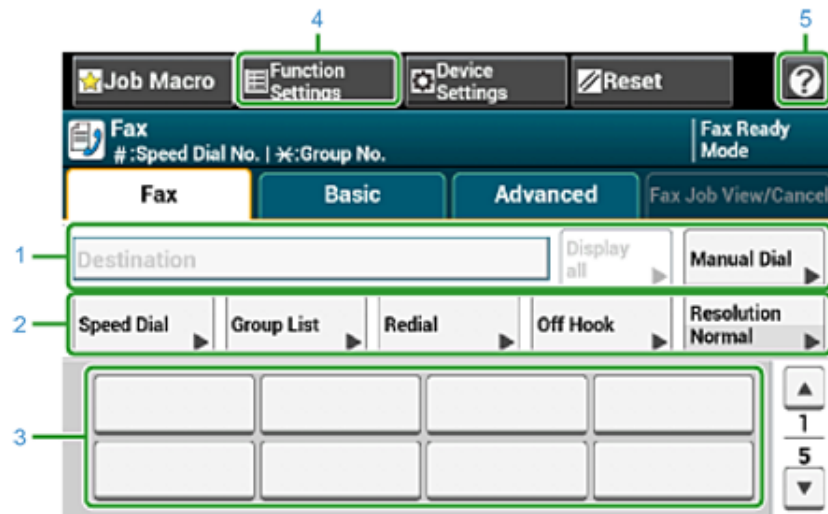 4 5
Job Macro Function Settings Device Settings Reset ?
Fax
#:Speed Dial No. | ⚹:Group No. Fax Ready Mode
Fax Basic Advanced Fax Job View/Cancel
1 Destination Display all Manual Dial
2 Speed Dial Group List Redial Off Hook Resolution Normal
3
1
5